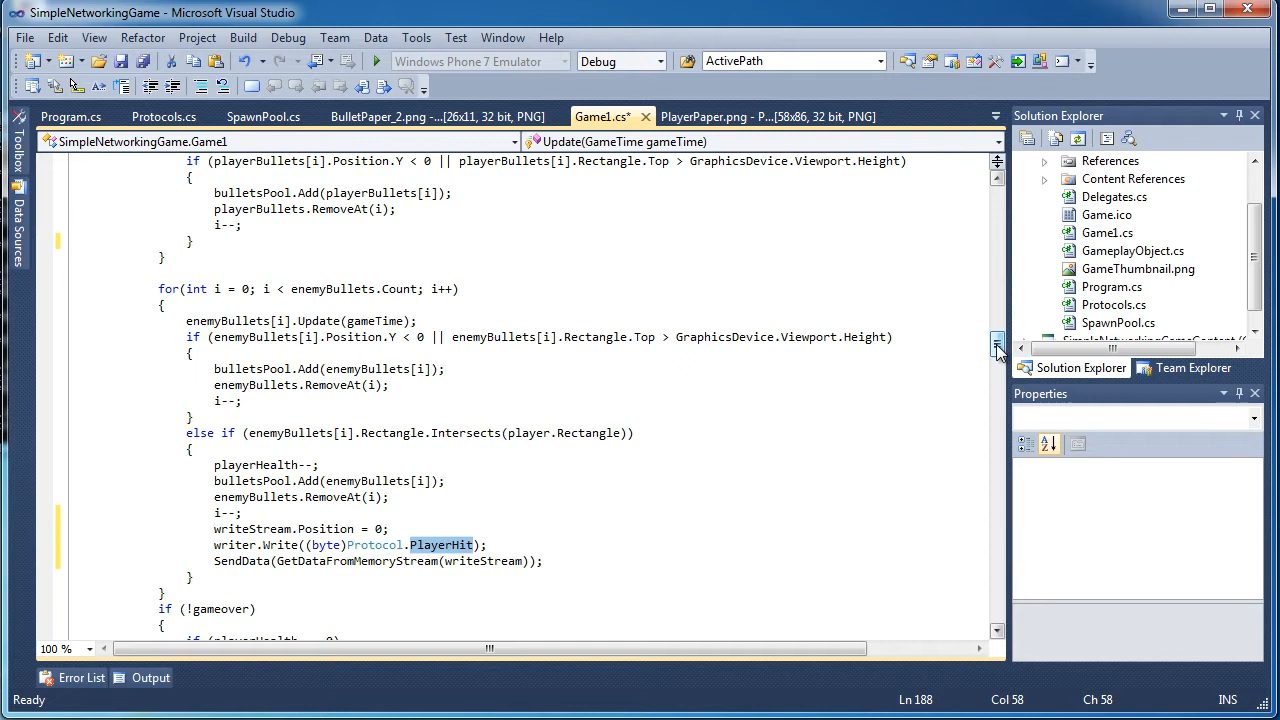 SimpleNetworkingGame - Microsoft Visual Studio
File Edit View Refactor Project Build Debug Team Data Tools Test Window Help
Windows Phone 7 Emulator Debug ActivePath
Program.cs Protocols.cs SpawnPool.cs BulletPaper_2.png -...[26x11, 32 bit, PNG] Game1.cs* PlayerPaper.png - P...[58x86, 32 bit, PNG]
SimpleNetworkingGame.Game1 Update(GameTime gameTime)
if (playerBullets[i].Position.Y < 0 || playerBullets[i].Rectangle.Top > GraphicsDevice.Viewport.Height)
{
bulletsPool.Add(playerBullets[i]);
playerBullets.RemoveAt(i);
i--;
}
}
for(int i = 0; i < enemyBullets.Count; i++)
{
enemyBullets[i].Update(gameTime);
if (enemyBullets[i].Position.Y < 0 || enemyBullets[i].Rectangle.Top > GraphicsDevice.Viewport.Height)
{
bulletsPool.Add(enemyBullets[i]);
enemyBullets.RemoveAt(i);
i--;
}
else if (enemyBullets[i].Rectangle.Intersects(player.Rectangle))
{
playerHealth--;
bulletsPool.Add(enemyBullets[i]);
enemyBullets.RemoveAt(i);
i--;
writeStream.Position = 0;
writer.Write((byte)Protocol.PlayerHit);
SendData(GetDataFromMemoryStream(writeStream));
}
}
if (!gameover)
{
100 %
Toolbox
Data Sources
Solution Explorer
References
Content References
Delegates.cs
Game.ico
Game1.cs
GameplayObject.cs
GameThumbnail.png
Program.cs
Protocols.cs
SpawnPool.cs
Solution Explorer Team Explorer
Properties
Error List Output
Ready Ln 188 Col 58 Ch 58 INS